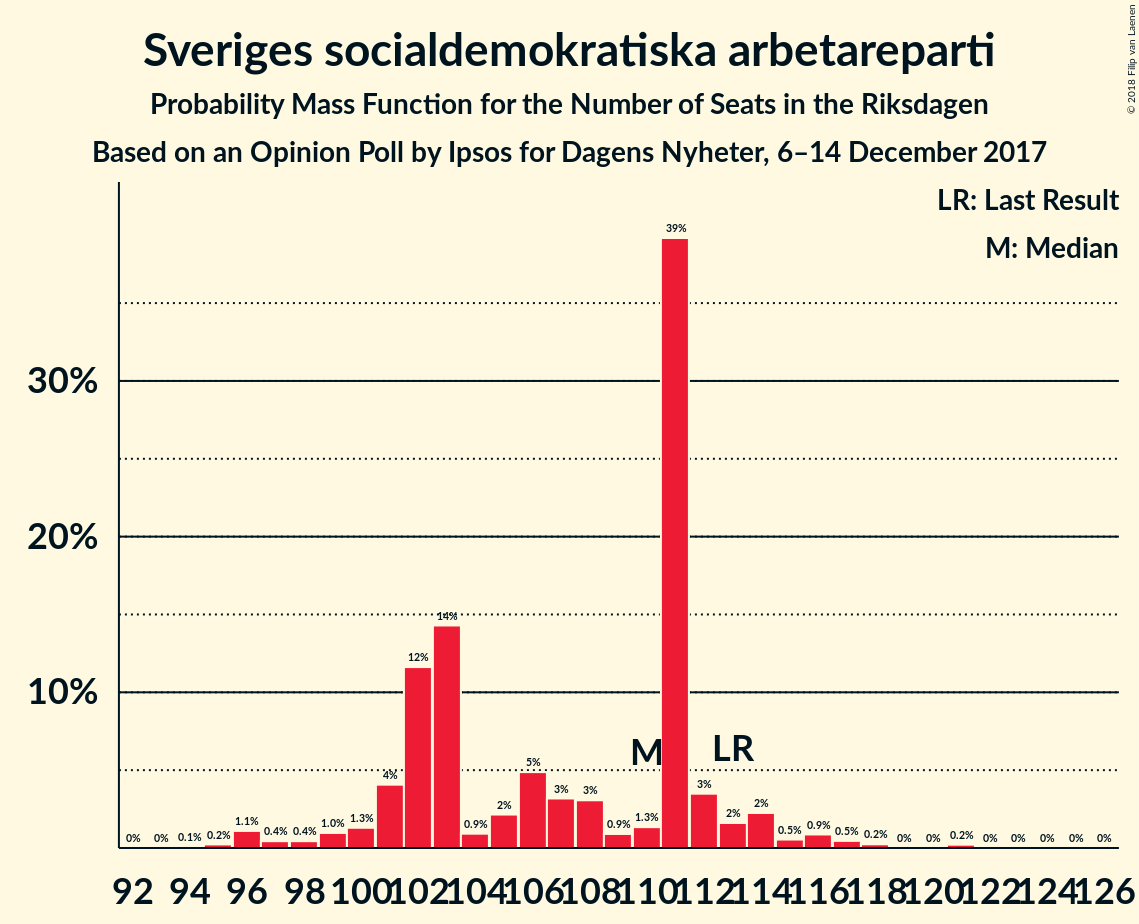 Sveriges socialdemokratiska arbetareparti
Probability Mass Function for the Number of Seats in the Riksdagen
Based on an Opinion Poll by Ipsos for Dagens Nyheter, 6–14 December 2017
© 2018 Filip van Laenen
LR: Last Result
M: Median
39%
30%
20%
14%
12%
10%
M LR
4% 5%
0% 0% 0.1% 0.2% 1.1% 0.4% 0.4% 1.0% 1.3% 0.9% 2% 3% 3% 0.9% 1.3% 3% 2% 2% 0.5% 0.9% 0.5% 0.2% 0% 0% 0.2% 0% 0% 0% 0% 0%
92 94 96 98 100 102 104 106 108 110 112 114 116 118 120 122 124 126